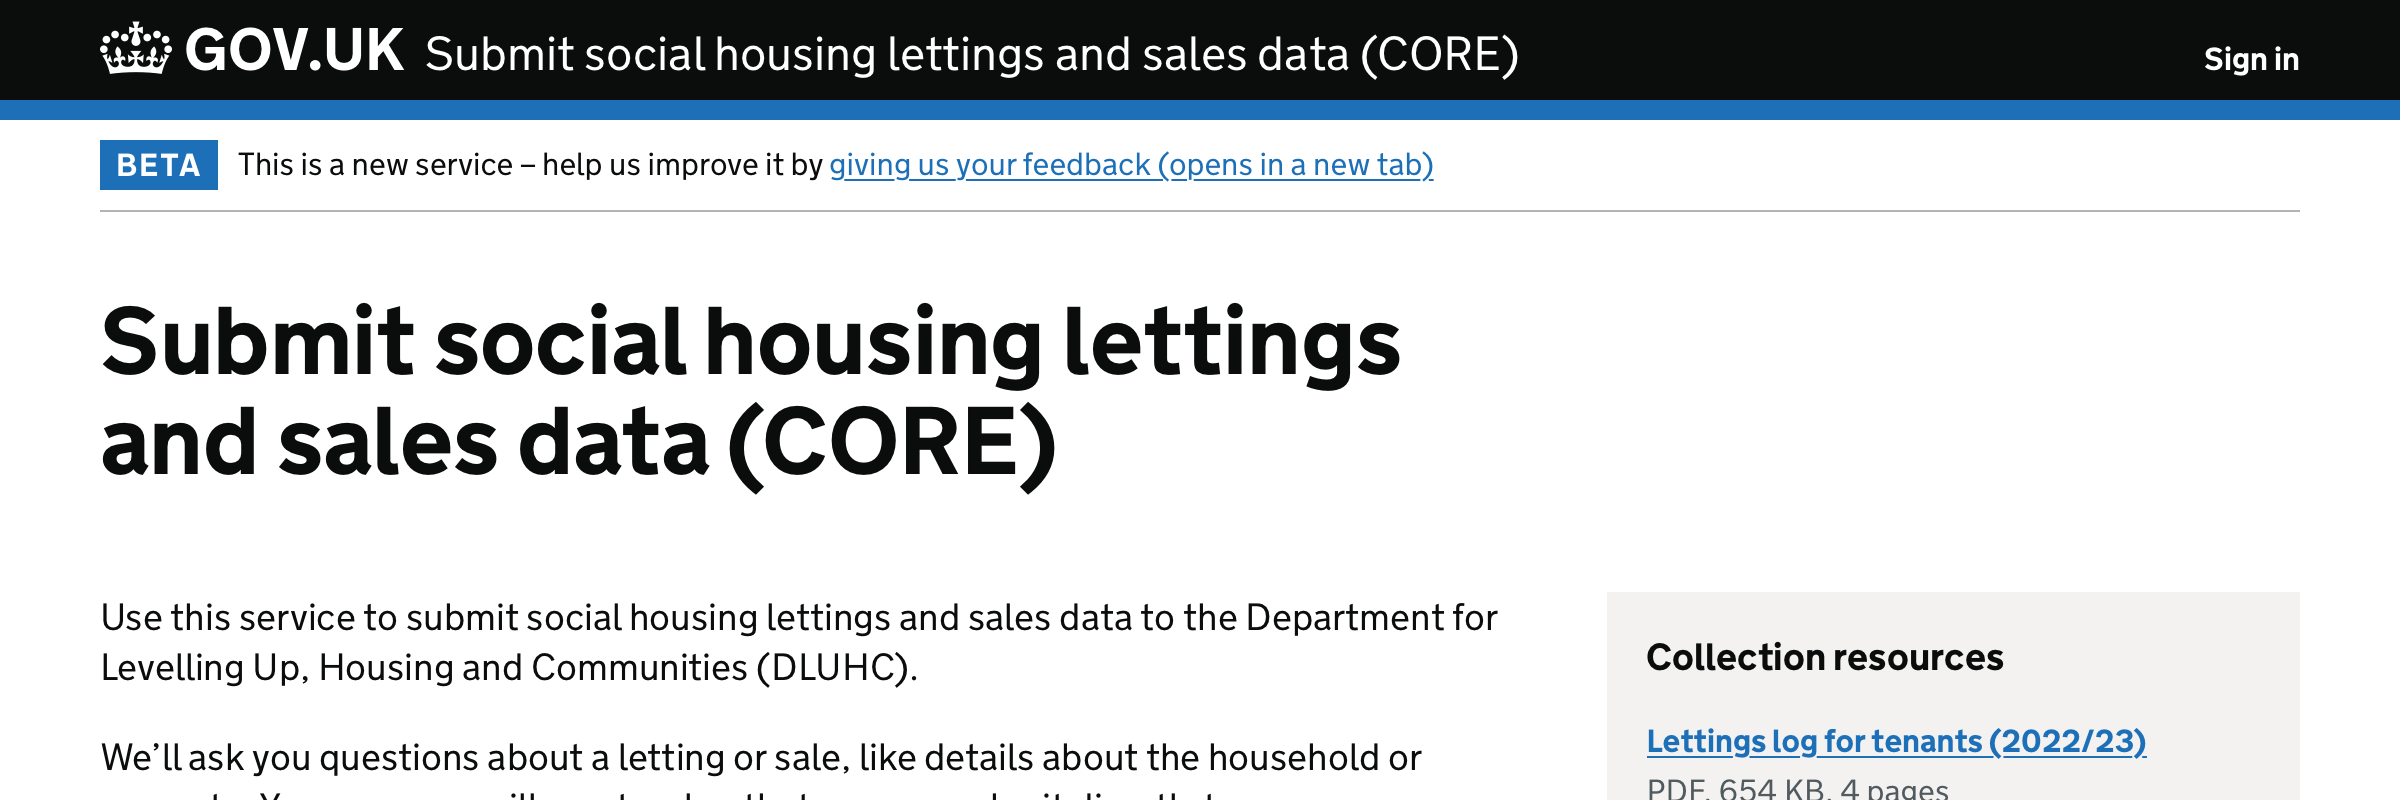 GOV.UK Submit social housing lettings and sales data (CORE)
Sign in
BETA This is a new service – help us improve it by giving us your feedback (opens in a new tab)
Submit social housing lettings
and sales data (CORE)
Use this service to submit social housing lettings and sales data to the Department for
Levelling Up, Housing and Communities (DLUHC).
We’ll ask you questions about a letting or sale, like details about the household or
Collection resources
Lettings log for tenants (2022/23)
PDF, 654 KB, 4 pages